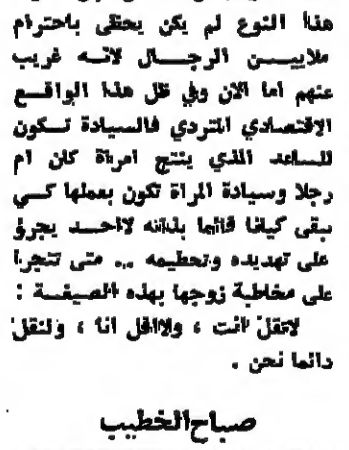 هذا النوع لم يكن يحظى باحترام
ملايين الرجال لانه غريب
عنهم اما الآن وفي ظل هذا الواقع
الاقتصادي المتردي فالسيادة تكون
للساعد الذي ينتج امرأة كان ام
رجلا وسيادة المرأة تكون بعملها كي
يبقى كيانا قائما بذاته لااحد يجرؤ
على تهديده وتحطيمه .. متى تتجرا
على مخاطبة زوجها بهذه الصيغة :
لاتقل انت ، ولااقل انا ، ولنقل
دائما نحن .
صباح الخطيب